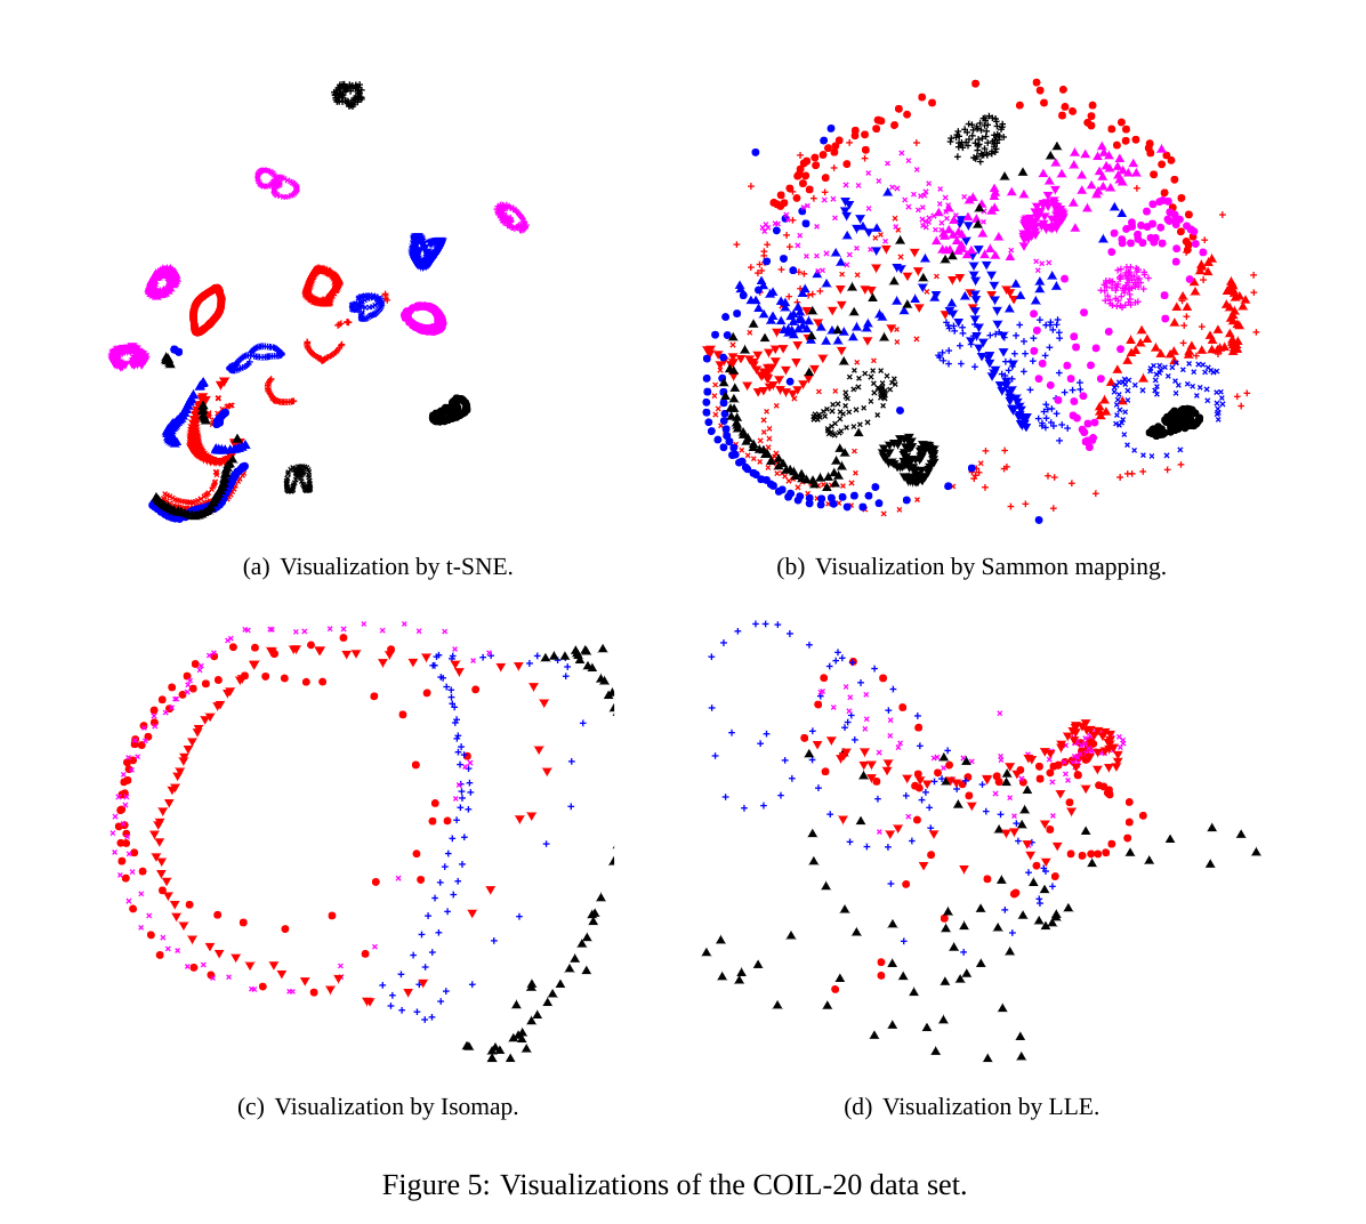 (a) Visualization by t-SNE.
(b) Visualization by Sammon mapping.
(c) Visualization by Isomap.
(d) Visualization by LLE.
Figure 5: Visualizations of the COIL-20 data set.